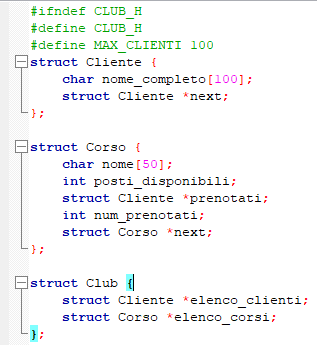 #ifndef CLUB_H
#define CLUB_H
#define MAX_CLIENTI 100
struct Cliente {
    char nome_completo[100];
    struct Cliente *next;
};

struct Corso {
    char nome[50];
    int posti_disponibili;
    struct Cliente *prenotati;
    int num_prenotati;
    struct Corso *next;
};

struct Club {
    struct Cliente *elenco_clienti;
    struct Corso *elenco_corsi;
};